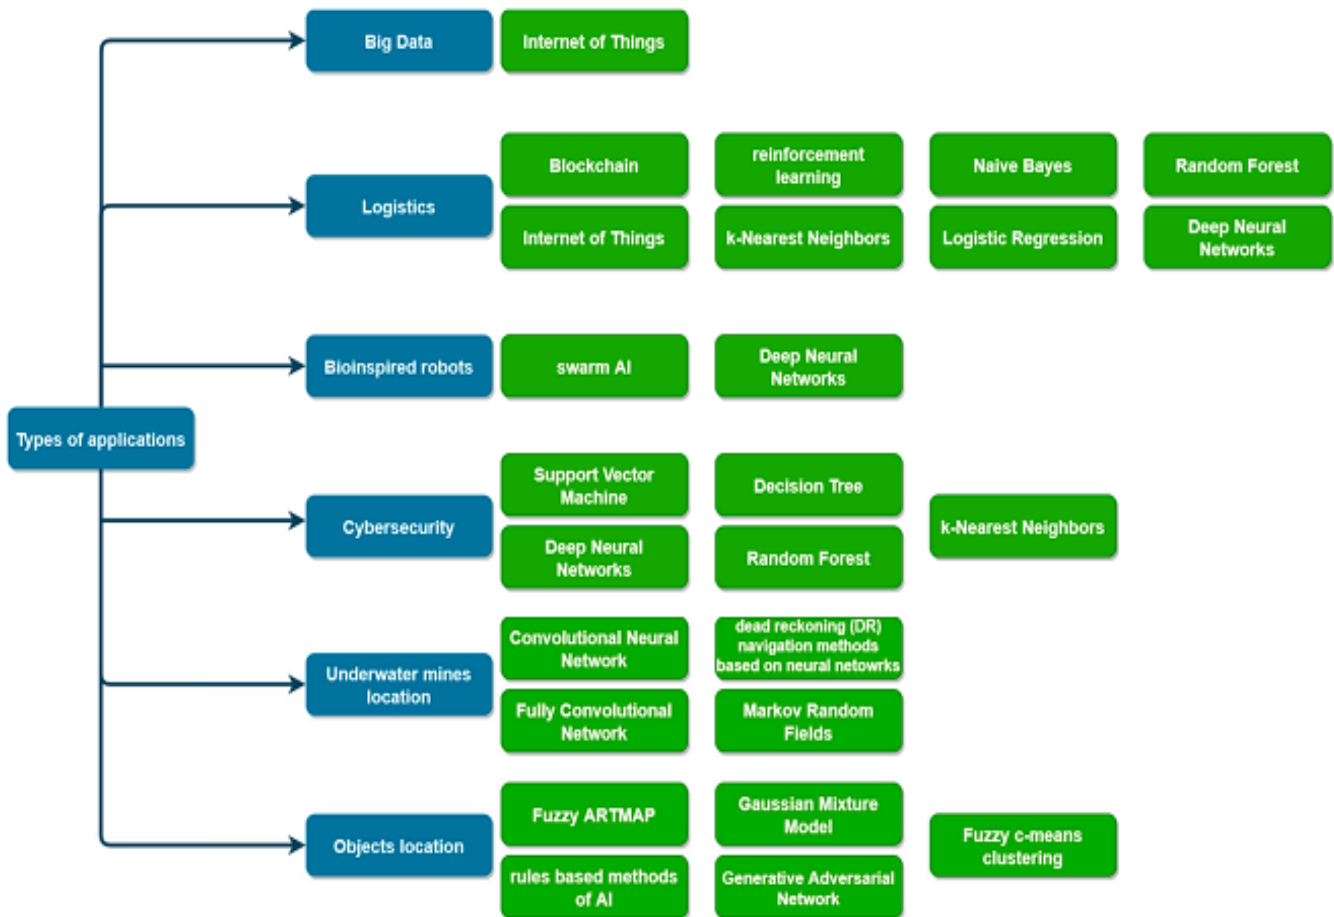 Big Data
Internet of Things
Blockchain
reinforcement
learning
Naive Bayes
Random Forest
Logistics
Internet of Things
k-Nearest Neighbors
Logistic Regression
Deep Neural
Networks
Bioinspired robots
swarm AI
Deep Neural
Networks
Types of applications
Support Vector
Machine
Decision Tree
Cybersecurity
k-Nearest Neighbors
Deep Neural
Networks
Random Forest
Convolutional Neural
Network
dead reckoning (DR)
navigation methods
based on neural netowrks
Underwater mines
location
Fully Convolutional
Network
Markov Random
Fields
Fuzzy ARTMAP
Gaussian Mixture
Model
Objects location
Fuzzy c-means
clustering
rules based methods
of AI
Generative Adversarial
Network